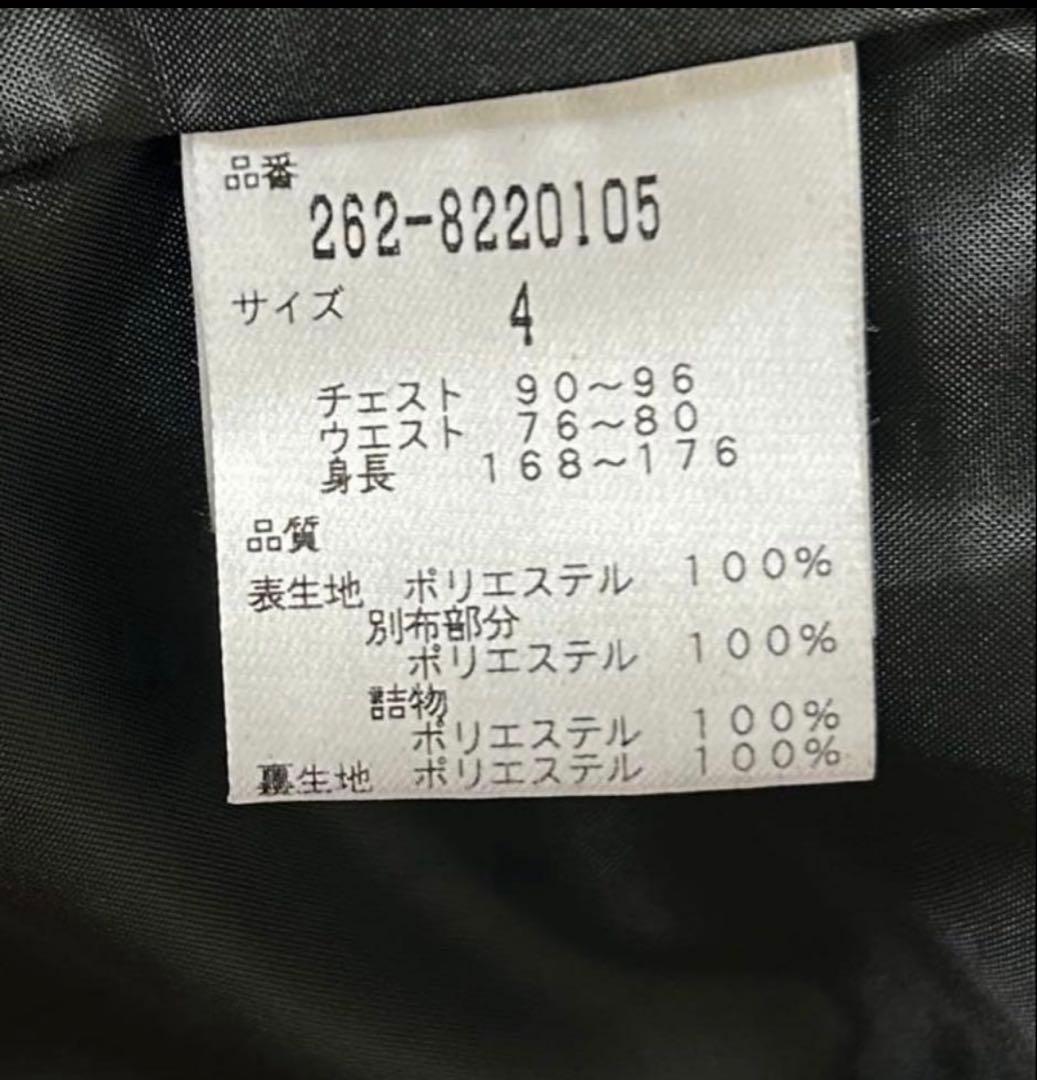 品番
262-8220105
サイズ 4
チェスト 90~96
ウエスト 76~80
身長 168~176
品質
表生地 ポリエステル 100%
別布部分
ポリエステル 100%
詰物
ポリエステル 100%
裏生地 ポリエステル 100%